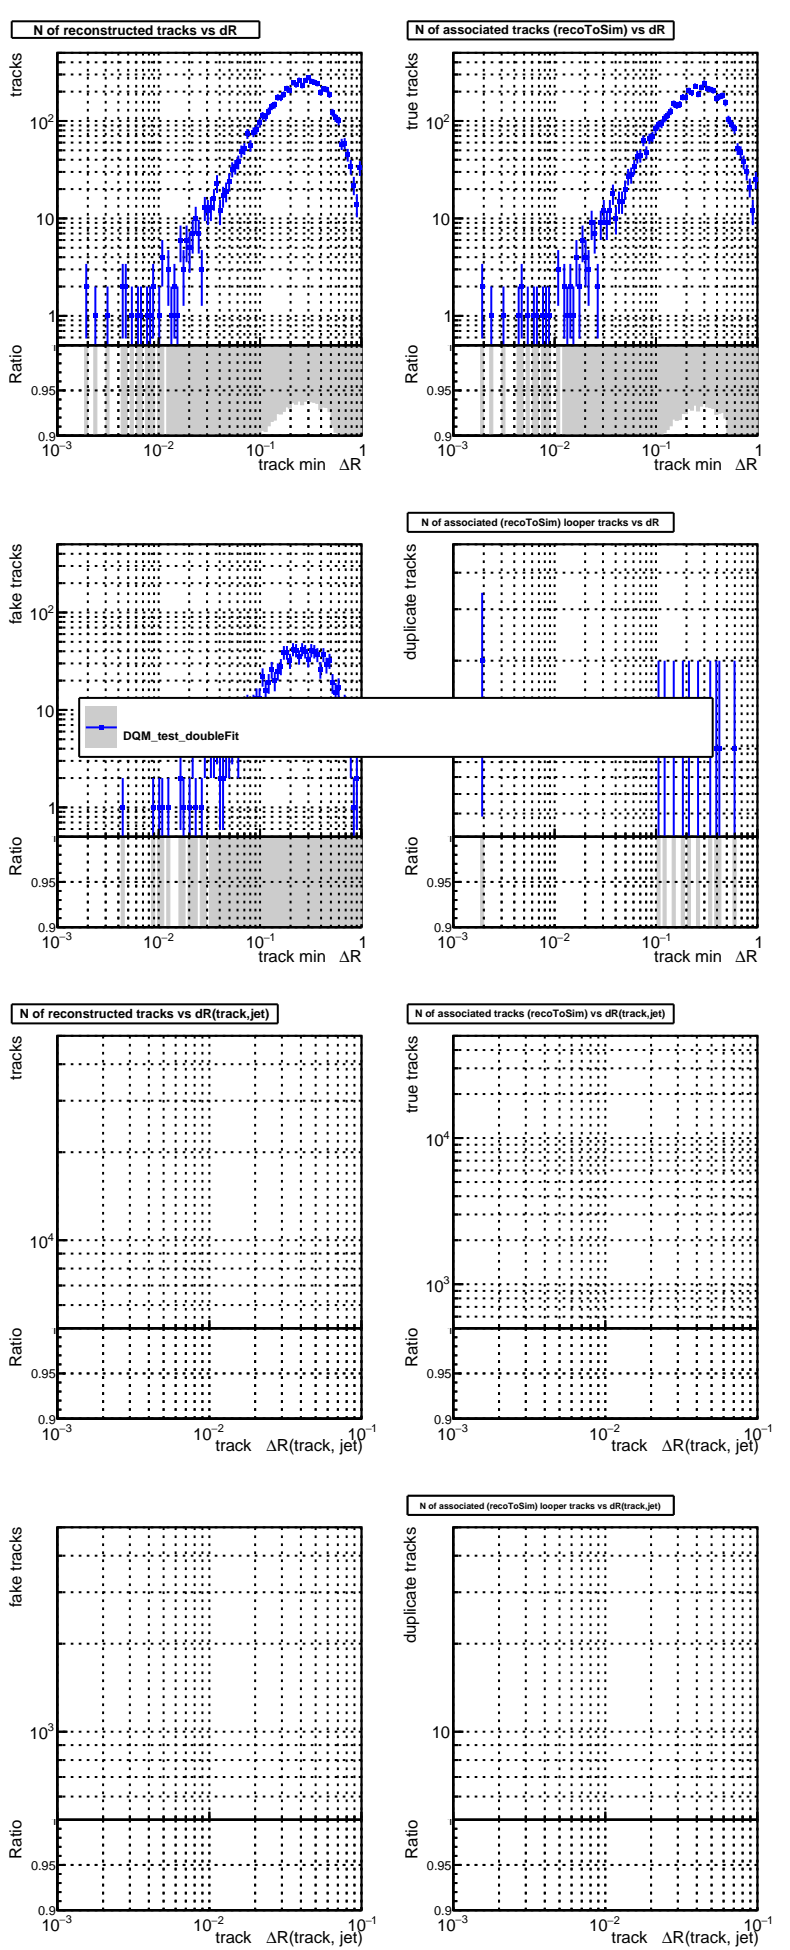 N of reconstructed tracks vs dR
tracks
10²
10
1
Ratio
0.95
0.9
10⁻³ 10⁻² 10⁻¹ 1
track min ΔR
N of associated tracks (recoToSim) vs dR
true tracks
10²
10
1
Ratio
0.95
0.9
10⁻³ 10⁻² 10⁻¹ 1
track min ΔR
fake tracks
10²
10
1
Ratio
0.95
0.9
10⁻³ 10⁻² 10⁻¹ 1
track min ΔR
N of associated (recoToSim) looper tracks vs dR
duplicate tracks
Ratio
0.95
0.9
10⁻³ 10⁻² 10⁻¹ 1
track min ΔR
DQM_test_doubleFit
N of reconstructed tracks vs dR(track,jet)
tracks
10⁴
Ratio
0.95
0.9
10⁻³ 10⁻² 10⁻¹
track ΔR(track, jet)
N of associated tracks (recoToSim) vs dR(track,jet)
true tracks
10⁴
10³
Ratio
0.95
0.9
10⁻³ 10⁻² 10⁻¹
track ΔR(track, jet)
fake tracks
10³
Ratio
0.95
0.9
10⁻³ 10⁻² 10⁻¹
track ΔR(track, jet)
N of associated (recoToSim) looper tracks vs dR(track,jet)
duplicate tracks
10
Ratio
0.95
0.9
10⁻³ 10⁻² 10⁻¹
track ΔR(track, jet)